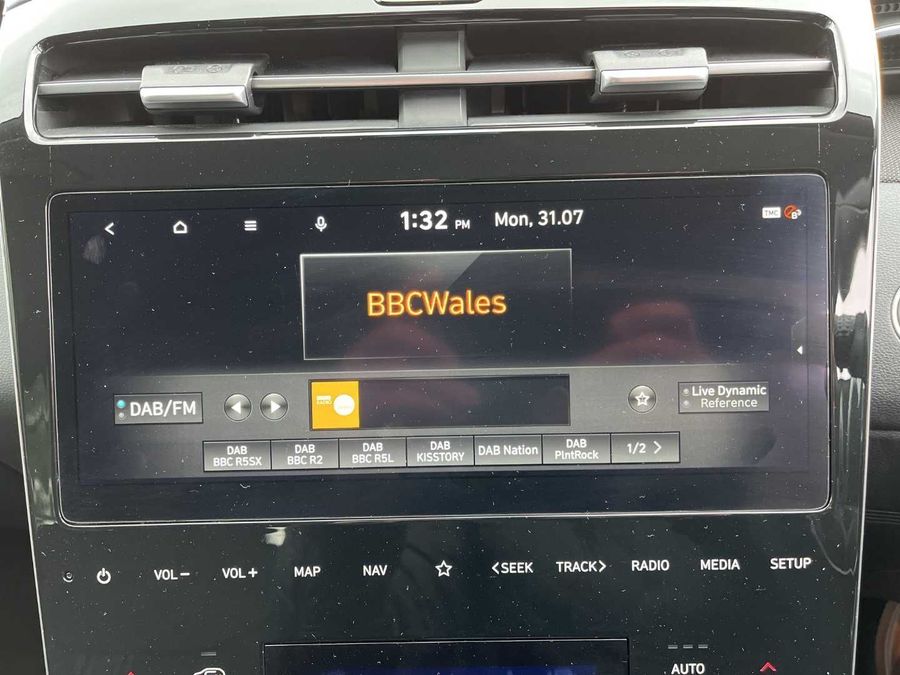 1:32 PM Mon, 31.07
TMC
BBCWales
DAB/FM
RADIO
Live Dynamic
Reference
DAB
BBC R5SX
DAB
BBC R2
DAB
BBC R5L
DAB
KISSTORY
DAB Nation
DAB
PlntRock
1/2 >
VOL− VOL+ MAP NAV <SEEK TRACK> RADIO MEDIA SETUP
AUTO